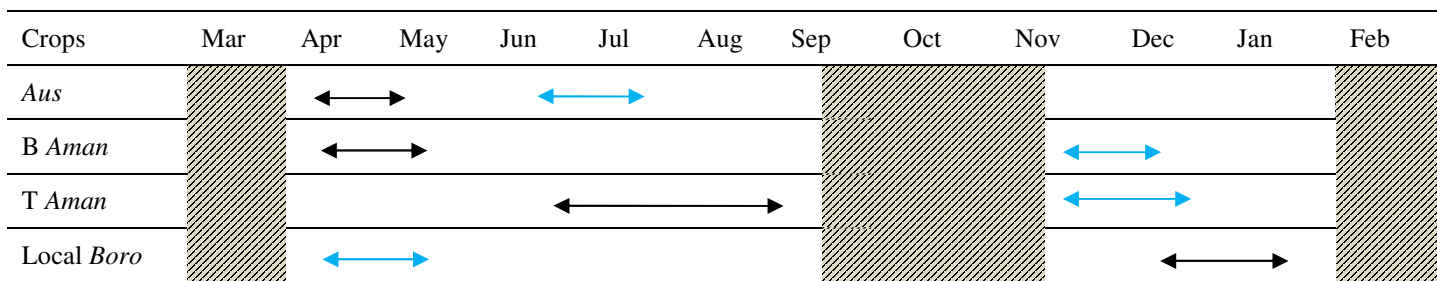 Crops Mar Apr May Jun Jul Aug Sep Oct Nov Dec Jan Feb
Aus
B Aman
T Aman
Local Boro